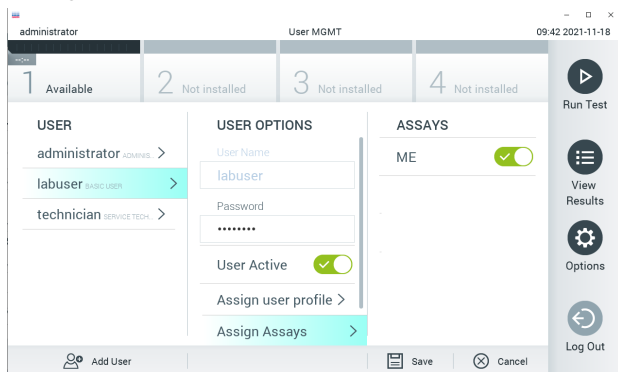 administrator User MGMT 09:42 2021-11-18
--:--
1 Available 2 Not installed 3 Not installed 4 Not installed
Run Test
USER
administrator ADMINIS...
labuser BASIC USER
technician SERVICE TECH...
USER OPTIONS
User Name
labuser
Password
••••••••
User Active
Assign user profile
Assign Assays
ASSAYS
ME
View
Results
Options
Log Out
Add User Save Cancel